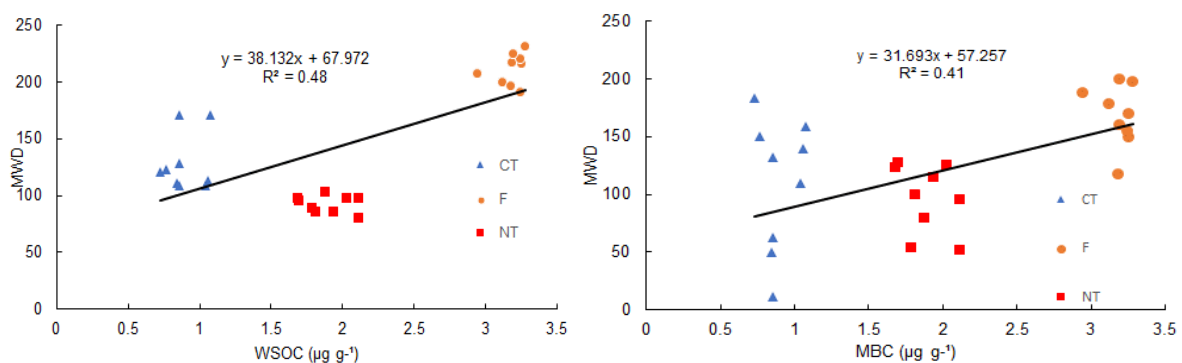 250
200
150
100
50
0
MWD
y = 38.132x + 67.972
R² = 0.48
CT
F
NT
0 0.5 1 1.5 2 2.5 3 3.5
WSOC (µg g-¹)
250
200
150
100
50
0
MWD
y = 31.693x + 57.257
R² = 0.41
CT
F
NT
0 0.5 1 1.5 2 2.5 3 3.5
MBC (µg g-¹)